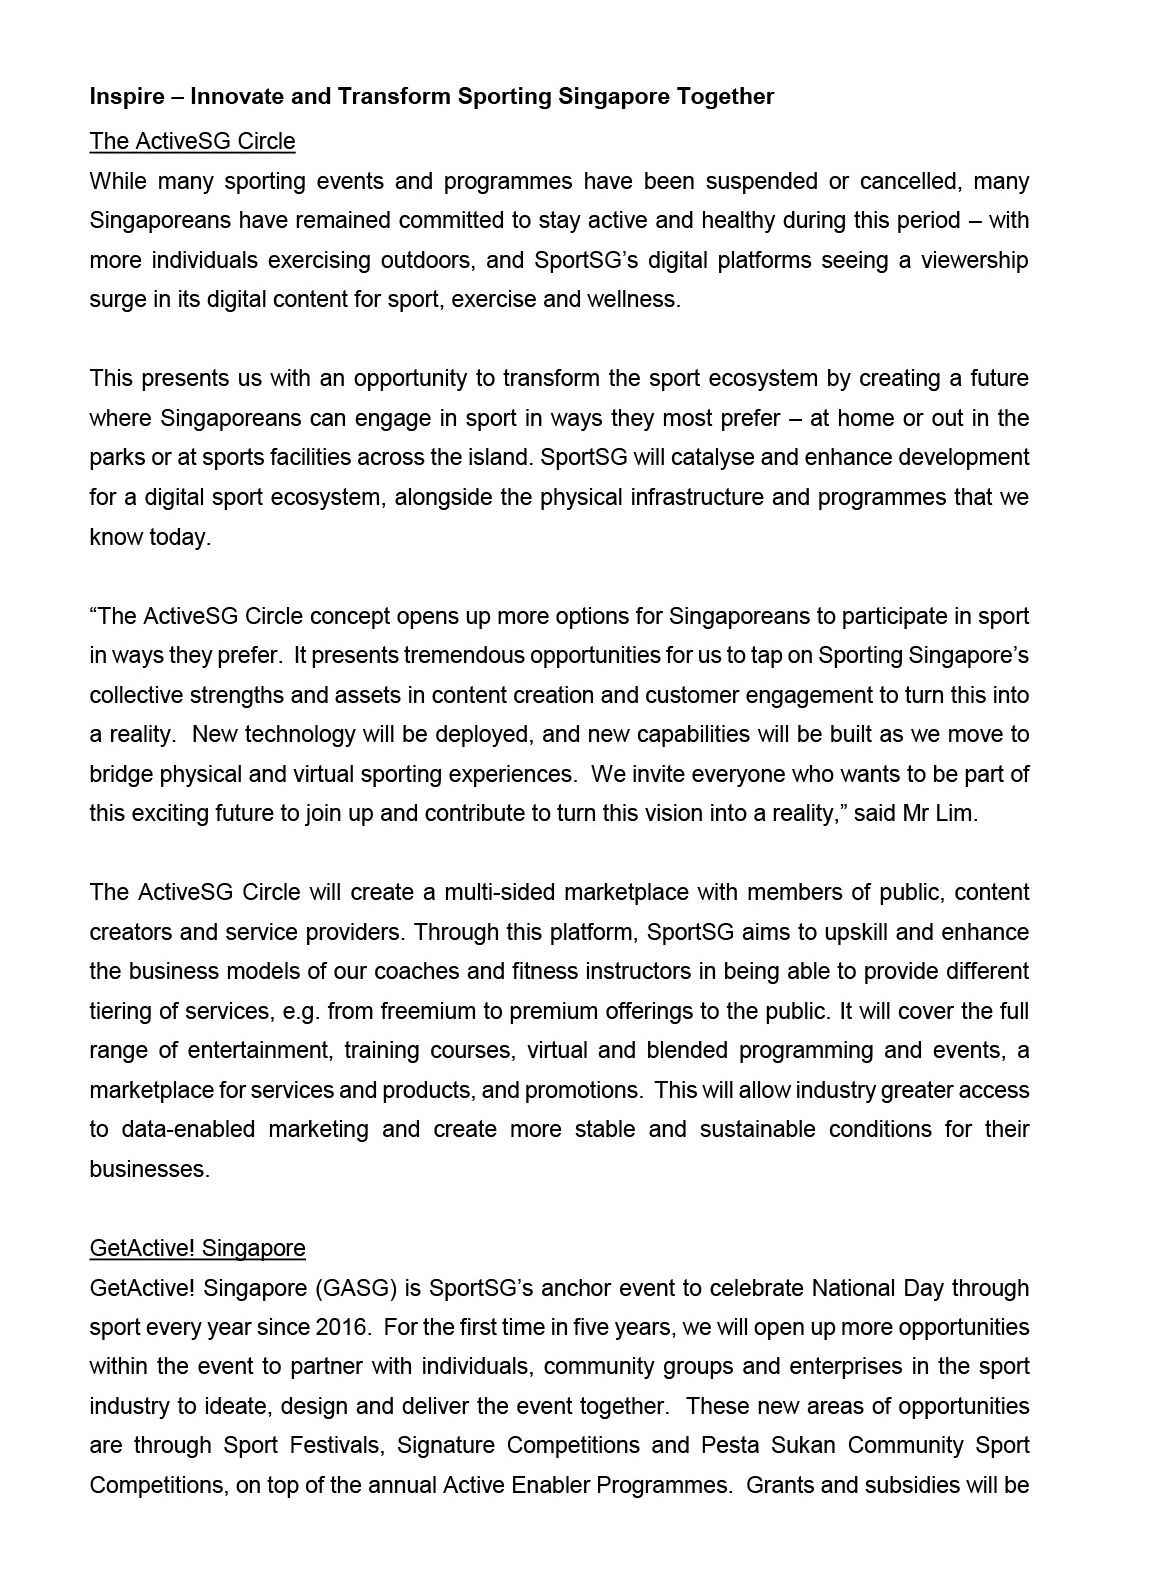 Inspire – Innovate and Transform Sporting Singapore Together
The ActiveSG Circle
While many sporting events and programmes have been suspended or cancelled, many
Singaporeans have remained committed to stay active and healthy during this period – with
more individuals exercising outdoors, and SportSG’s digital platforms seeing a viewership
surge in its digital content for sport, exercise and wellness.
This presents us with an opportunity to transform the sport ecosystem by creating a future
where Singaporeans can engage in sport in ways they most prefer – at home or out in the
parks or at sports facilities across the island. SportSG will catalyse and enhance development
for a digital sport ecosystem, alongside the physical infrastructure and programmes that we
know today.
“The ActiveSG Circle concept opens up more options for Singaporeans to participate in sport
in ways they prefer.  It presents tremendous opportunities for us to tap on Sporting Singapore’s
collective strengths and assets in content creation and customer engagement to turn this into
a reality.  New technology will be deployed, and new capabilities will be built as we move to
bridge physical and virtual sporting experiences.  We invite everyone who wants to be part of
this exciting future to join up and contribute to turn this vision into a reality,” said Mr Lim.
The ActiveSG Circle will create a multi-sided marketplace with members of public, content
creators and service providers. Through this platform, SportSG aims to upskill and enhance
the business models of our coaches and fitness instructors in being able to provide different
tiering of services, e.g. from freemium to premium offerings to the public. It will cover the full
range of entertainment, training courses, virtual and blended programming and events, a
marketplace for services and products, and promotions.  This will allow industry greater access
to data-enabled marketing and create more stable and sustainable conditions for their
businesses.
GetActive! Singapore
GetActive! Singapore (GASG) is SportSG’s anchor event to celebrate National Day through
sport every year since 2016.  For the first time in five years, we will open up more opportunities
within the event to partner with individuals, community groups and enterprises in the sport
industry to ideate, design and deliver the event together.  These new areas of opportunities
are through Sport Festivals, Signature Competitions and Pesta Sukan Community Sport
Competitions, on top of the annual Active Enabler Programmes.  Grants and subsidies will be